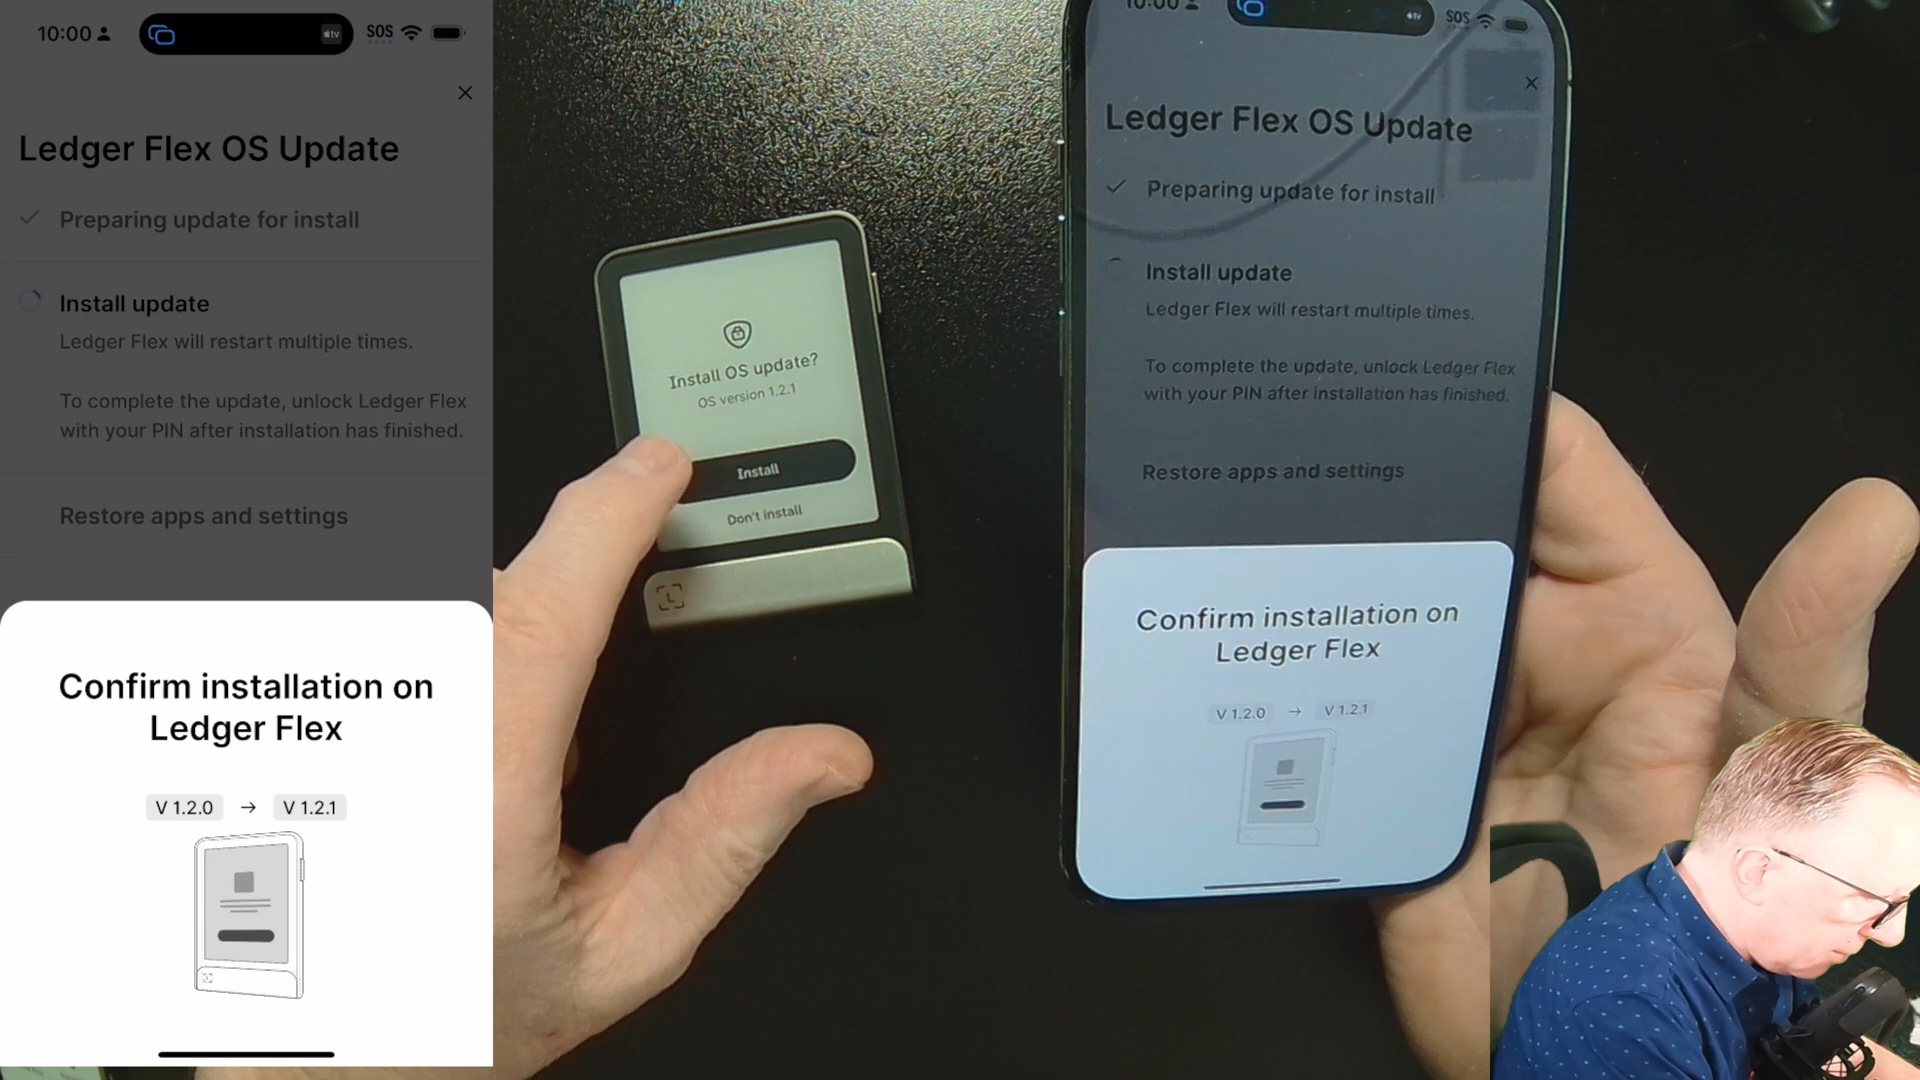 10:00
tv
SOS
Ledger Flex OS Update
Preparing update for install
Install update
Ledger Flex will restart multiple times.
To complete the update, unlock Ledger Flex
with your PIN after installation has finished.
Restore apps and settings
Confirm installation on
Ledger Flex
V 1.2.0 → V 1.2.1
Install OS update?
OS version 1.2.1
Install
Don't install
10:00
tv
SOS
Ledger Flex OS Update
Preparing update for install
Install update
Ledger Flex will restart multiple times.
To complete the update, unlock Ledger Flex
with your PIN after installation has finished.
Restore apps and settings
Confirm installation on
Ledger Flex
V 1.2.0 → V 1.2.1